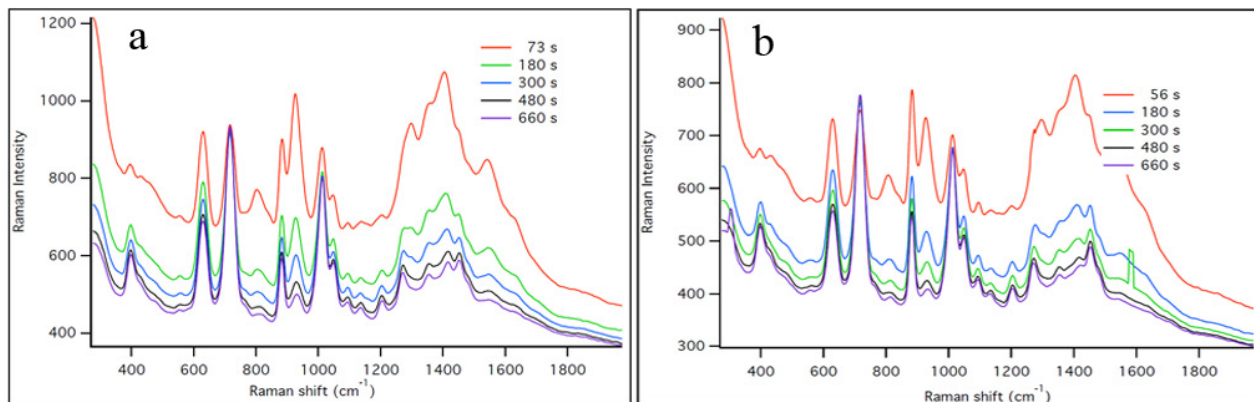 a
1200
1000
800
600
400
Raman Intensity
73 s
180 s
300 s
480 s
660 s
400 600 800 1000 1200 1400 1600 1800
Raman shift (cm⁻¹)
b
900
800
700
600
500
400
300
Raman Intensity
56 s
180 s
300 s
480 s
660 s
400 600 800 1000 1200 1400 1600 1800
Raman shift (cm⁻¹)